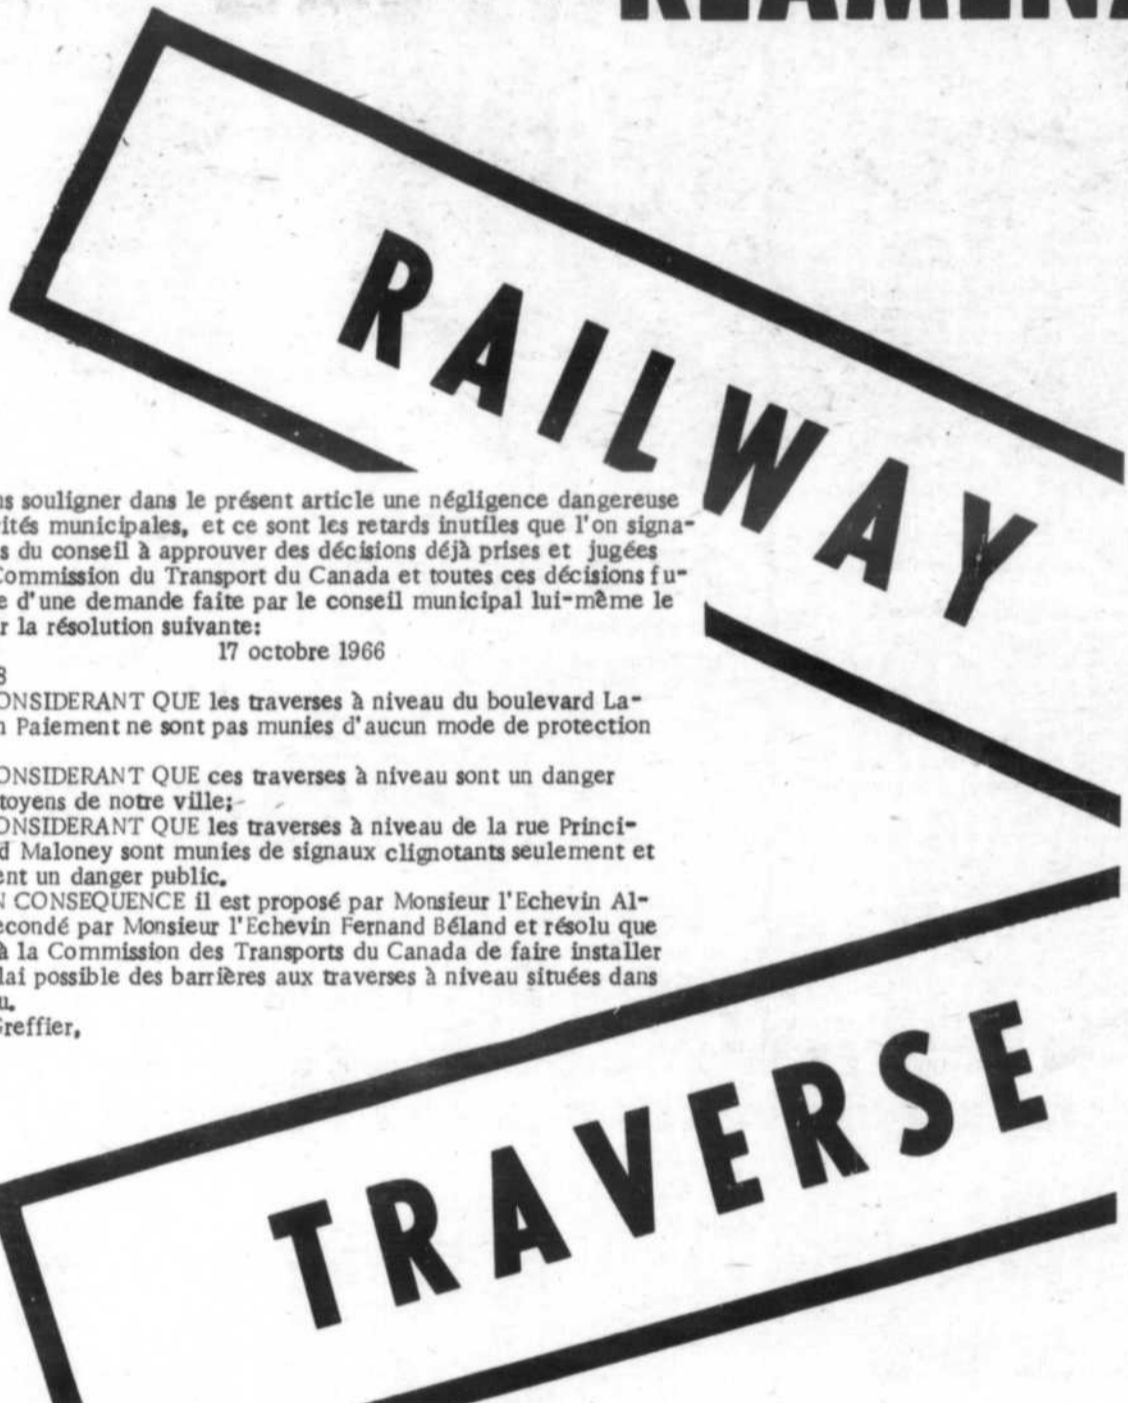 RAILWAY
souligner dans le présent article une négligence dangereuse
municipales, et ce sont les retards inutiles que l'on signa-
du conseil à approuver des décisions déjà prises et jugées
Commission du Transport du Canada et toutes ces décisions fu-
d'une demande faite par le conseil municipal lui-même le
la résolution suivante:
17 octobre 1966
ONSIDERANT QUE les traverses à niveau du boulevard La-
Paiement ne sont pas munies d'aucun mode de protection
ONSIDERANT QUE ces traverses à niveau sont un danger
toyens de notre ville;
ONSIDERANT QUE les traverses à niveau de la rue Princi-
d Maloney sont munies de signaux clignotants seulement et
ent un danger public.
N CONSEQUENCE il est proposé par Monsieur l'Echevin Al-
econdé par Monsieur l'Echevin Fernand Béland et résolu que
à la Commission des Transports du Canada de faire installer
lai possible des barrières aux traverses à niveau situées dans
u.
Greffier,
TRAVERSE